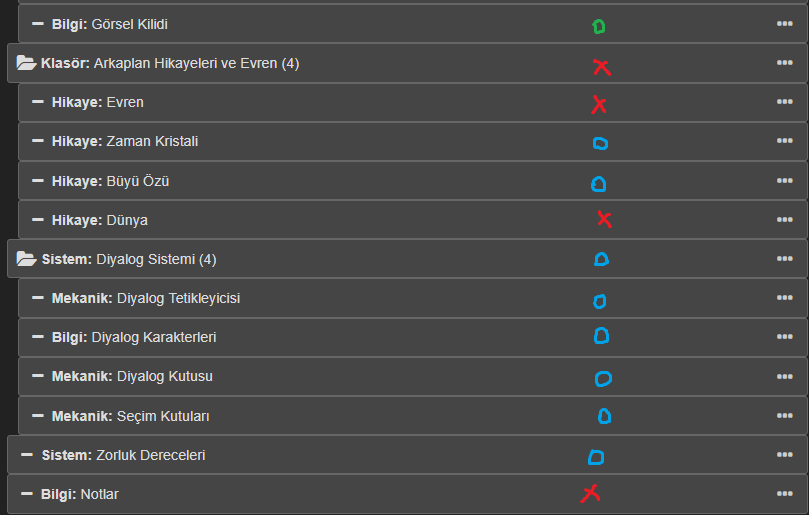 Bilgi: Görsel Kilidi
Klasör: Arkaplan Hikayeleri ve Evren (4)
Hikaye: Evren
Hikaye: Zaman Kristali
Hikaye: Büyü Özü
Hikaye: Dünya
Sistem: Diyalog Sistemi (4)
Mekanik: Diyalog Tetikleyicisi
Bilgi: Diyalog Karakterleri
Mekanik: Diyalog Kutusu
Mekanik: Seçim Kutuları
Sistem: Zorluk Dereceleri
Bilgi: Notlar